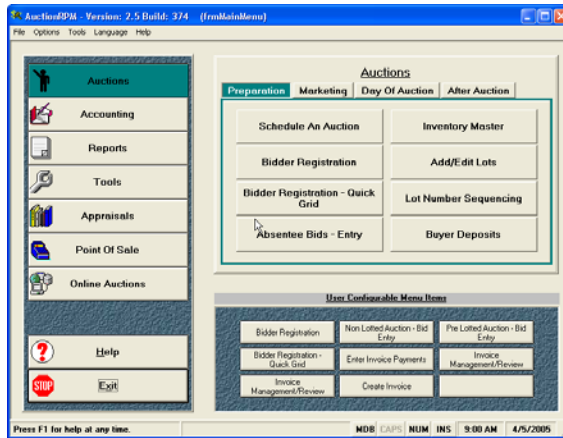 AuctionRPM - Version: 2.5 Build: 374 (frmMainMenu)
File Options Tools Language Help
Auctions
Accounting
Reports
Tools
Appraisals
Point Of Sale
Online Auctions
Help
STOP Exit
Auctions
Preparation Marketing Day Of Auction After Auction
Schedule An Auction Inventory Master
Bidder Registration Add/Edit Lots
Bidder Registration - Quick
Grid
Lot Number Sequencing
Absentee Bids - Entry Buyer Deposits
User Configurable Menu Items
Bidder Registration
Non Lotted Auction - Bid
Entry
Pre Lotted Auction - Bid
Entry
Bidder Registration -
Quick Grid
Enter Invoice Payments
Invoice
Management/Review
Invoice
Management/Review
Create Invoice
Press F1 for help at any time. MDB CAPS NUM INS 9:00 AM 4/5/2005